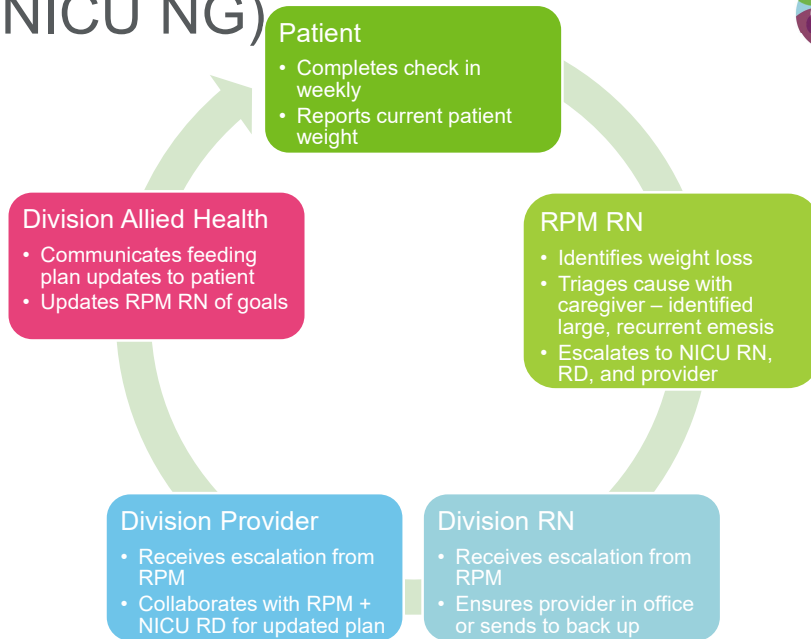 NICU NG)
Patient
• Completes check in
weekly
• Reports current patient
weight
RPM RN
• Identifies weight loss
• Triages cause with
caregiver – identified
large, recurrent emesis
• Escalates to NICU RN,
RD, and provider
Division RN
• Receives escalation from
RPM
• Ensures provider in office
or sends to back up
Division Provider
• Receives escalation from
RPM
• Collaborates with RPM +
NICU RD for updated plan
Division Allied Health
• Communicates feeding
plan updates to patient
• Updates RPM RN of goals